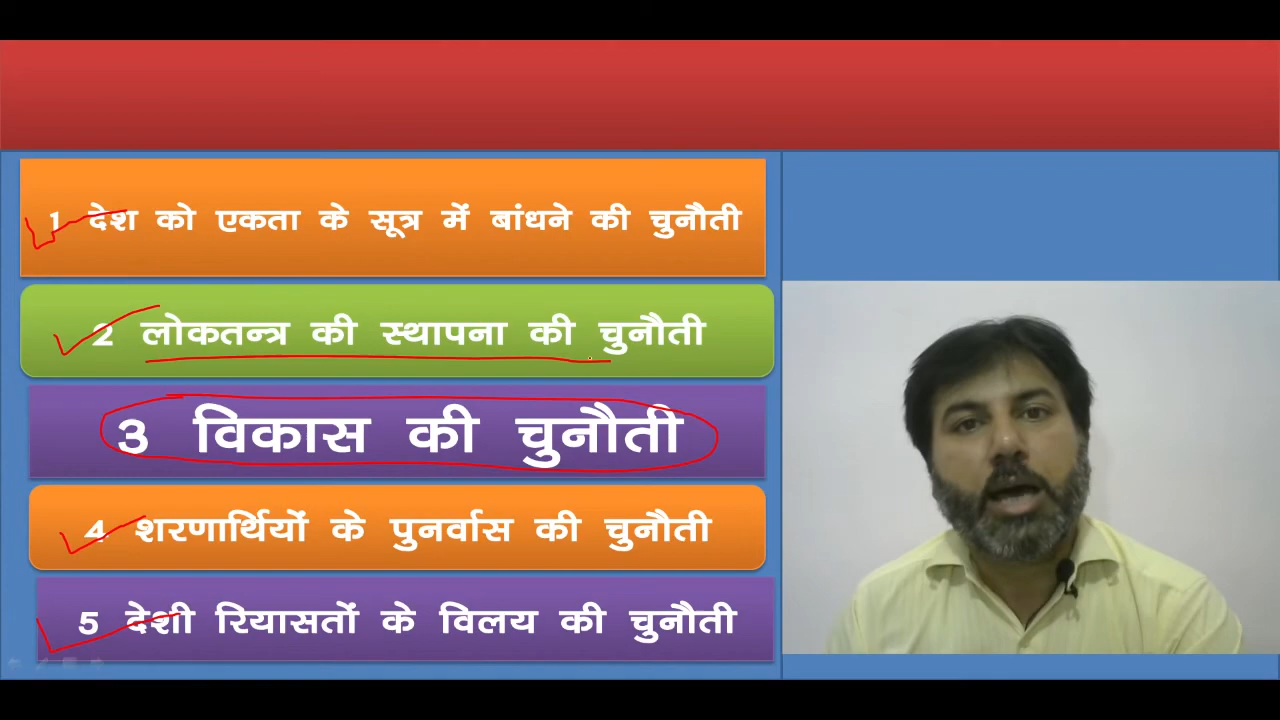 1 देश को एकता के सूत्र में बांधने की चुनौती
2 लोकतन्त्र की स्थापना की चुनौती
3 विकास की चुनौती
4 शरणार्थियों के पुनर्वास की चुनौती
5 देशी रियासतों के विलय की चुनौती